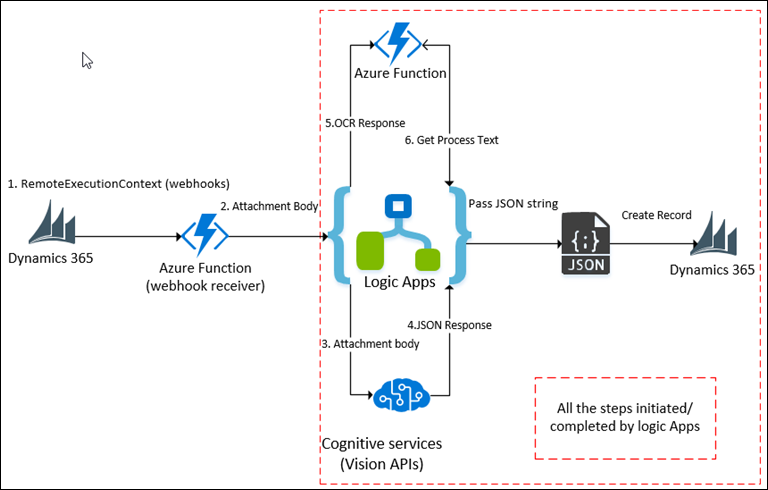 Azure Function
5.OCR Response
6. Get Process Text
1. RemoteExecutionContext (webhooks)
2. Attachment Body
Pass JSON string
Create Record
Dynamics 365
Azure Function
(webhook receiver)
Logic Apps
{;}
JSON
Dynamics 365
4.JSON Response
3. Attachment body
Cognitive services
(Vision APIs)
All the steps initiated/
completed by logic Apps